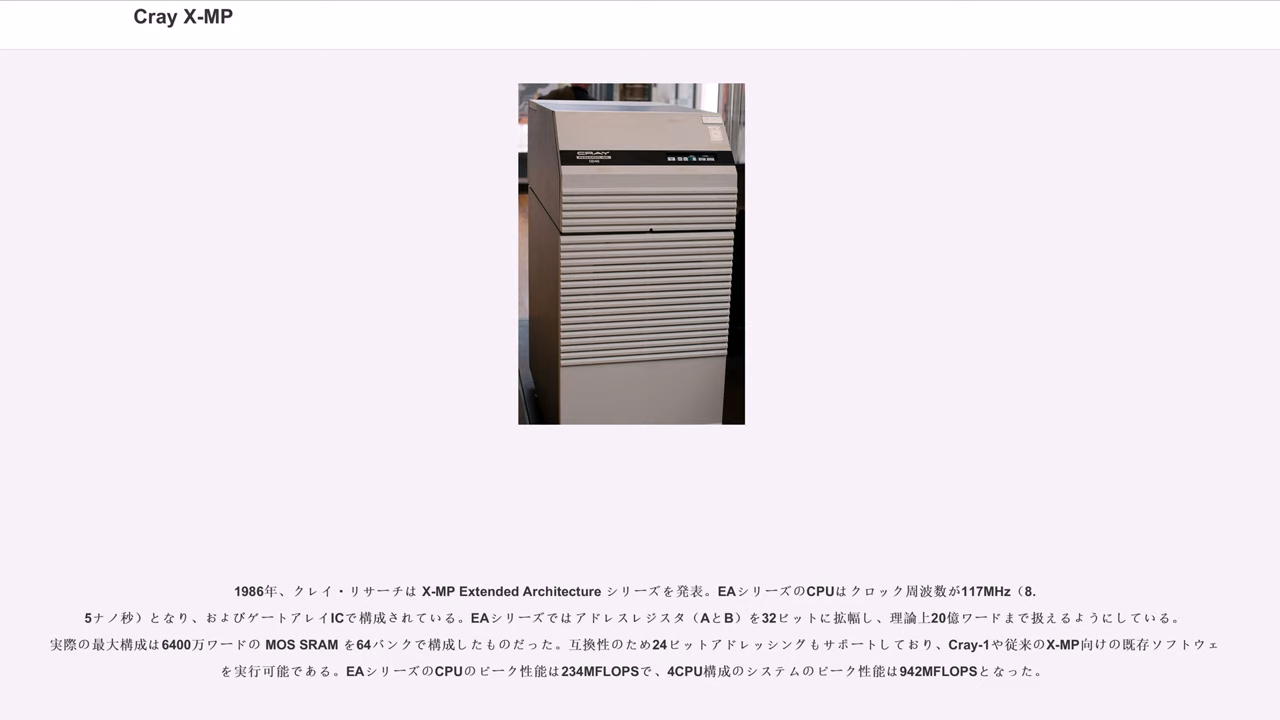 Cray X-MP
CRAY
1986年、クレイ・リサーチは X-MP Extended Architecture シリーズを発表。EAシリーズのCPUはクロック周波数が117MHz（8.
5ナノ秒）となり、およびゲートアレイICで構成されている。EAシリーズではアドレスレジスタ（AとB）を32ビットに拡幅し、理論上20億ワードまで扱えるようにしている。
実際の最大構成は6400万ワードの MOS SRAM を64バンクで構成したものだった。互換性のため24ビットアドレッシングもサポートしており、Cray-1や従来のX-MP向けの既存ソフトウェ
を実行可能である。EAシリーズのCPUのピーク性能は234MFLOPSで、4CPU構成のシステムのピーク性能は942MFLOPSとなった。